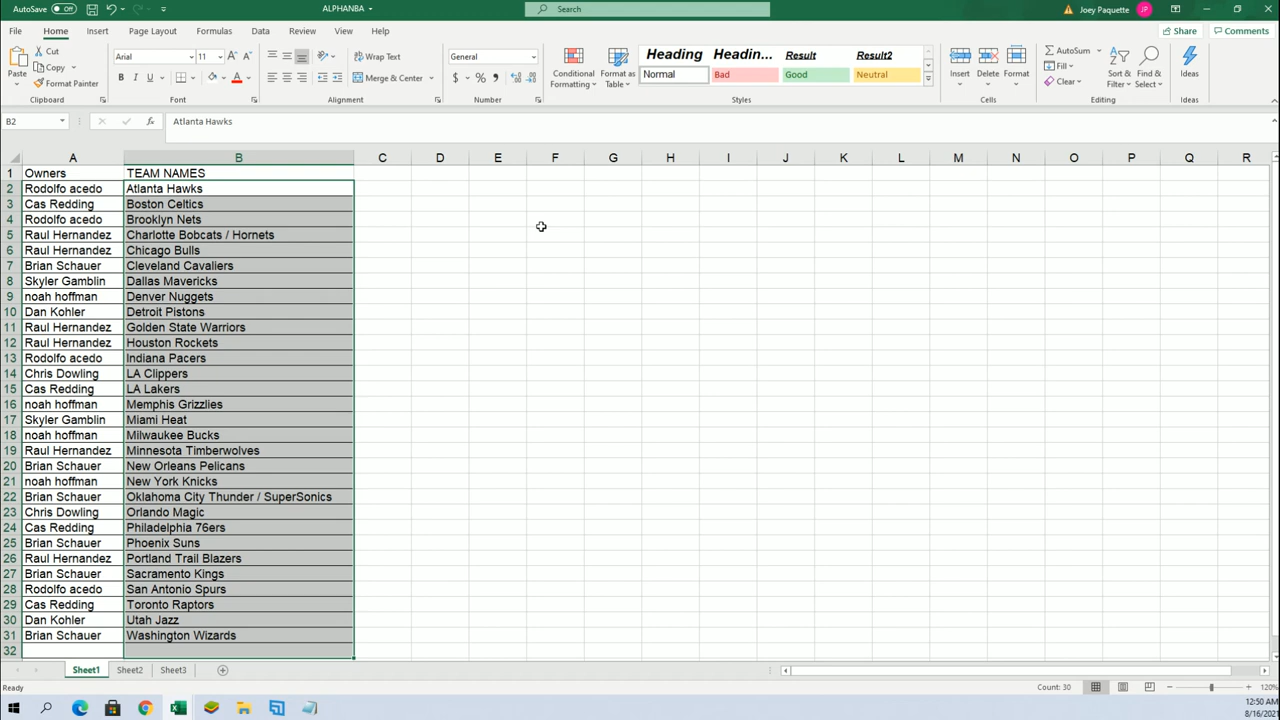 AutoSave Off ALPHANBA Search Joey Paquette JP
File Home Insert Page Layout Formulas Data Review View Help Share Comments
Paste Cut Copy Format Painter Clipboard
Arial 11 A A B I U A Font
ab Wrap Text Merge & Center Alignment
General $ % , Number
Conditional Formatting Format as Table Heading Headin... Result Result2 Normal Bad Good Neutral Styles
Insert Delete Format Cells
AutoSum Fill Clear Sort & Filter Find & Select Editing
Ideas Ideas
B2 fx Atlanta Hawks
A B C D E F G H I J K L M N O P Q R
1 Owners TEAM NAMES
2 Rodolfo acedo Atlanta Hawks
3 Cas Redding Boston Celtics
4 Rodolfo acedo Brooklyn Nets
5 Raul Hernandez Charlotte Bobcats / Hornets
6 Raul Hernandez Chicago Bulls
7 Brian Schauer Cleveland Cavaliers
8 Skyler Gamblin Dallas Mavericks
9 noah hoffman Denver Nuggets
10 Dan Kohler Detroit Pistons
11 Raul Hernandez Golden State Warriors
12 Raul Hernandez Houston Rockets
13 Rodolfo acedo Indiana Pacers
14 Chris Dowling LA Clippers
15 Cas Redding LA Lakers
16 noah hoffman Memphis Grizzlies
17 Skyler Gamblin Miami Heat
18 noah hoffman Milwaukee Bucks
19 Raul Hernandez Minnesota Timberwolves
20 Brian Schauer New Orleans Pelicans
21 noah hoffman New York Knicks
22 Brian Schauer Oklahoma City Thunder / SuperSonics
23 Chris Dowling Orlando Magic
24 Cas Redding Philadelphia 76ers
25 Brian Schauer Phoenix Suns
26 Raul Hernandez Portland Trail Blazers
27 Brian Schauer Sacramento Kings
28 Rodolfo acedo San Antonio Spurs
29 Cas Redding Toronto Raptors
30 Dan Kohler Utah Jazz
31 Brian Schauer Washington Wizards
32
Sheet1 Sheet2 Sheet3
Ready Count: 30 120%
12:50 AM